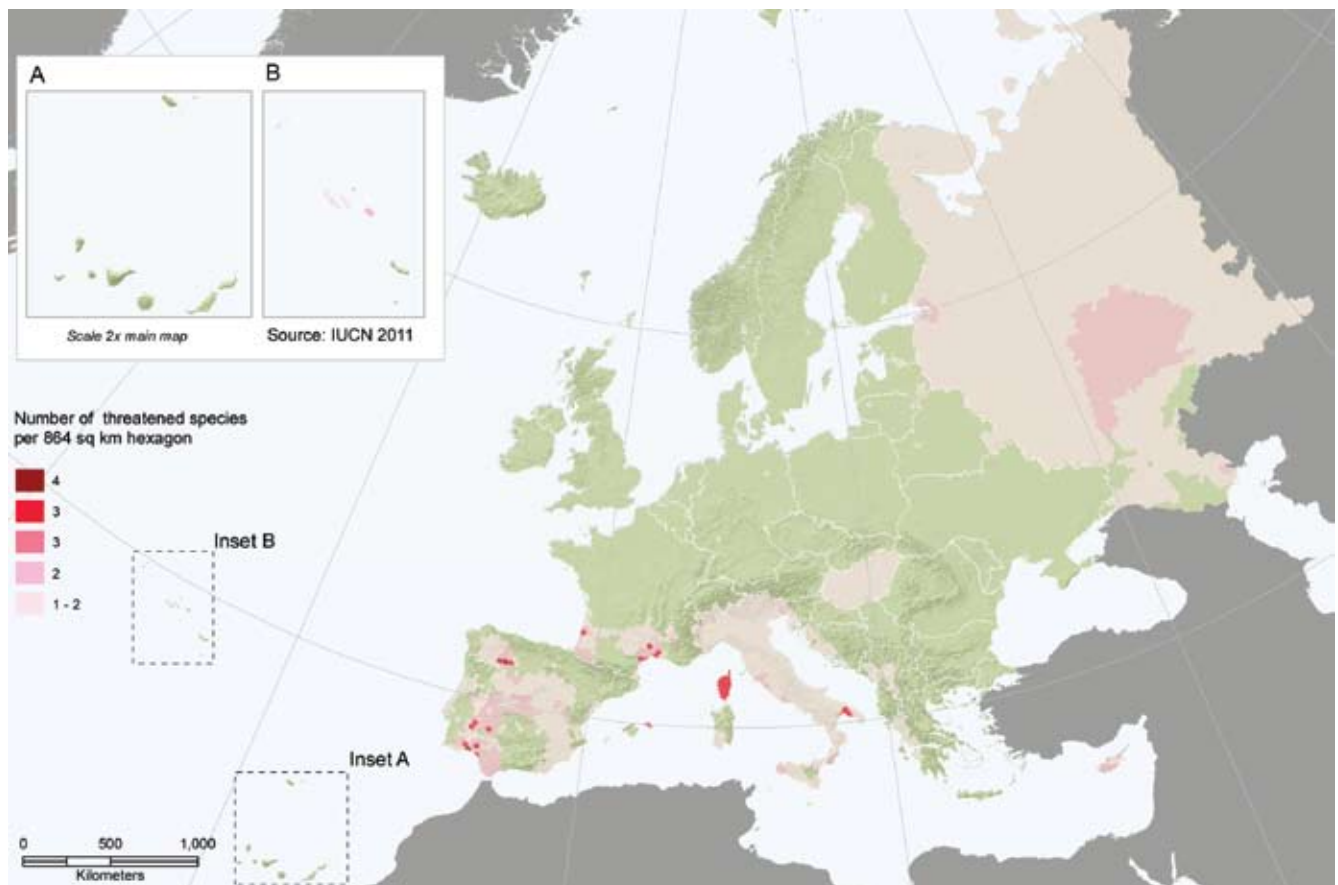 A
B
Scale 2x main map
Source: IUCN 2011
Number of threatened species
per 864 sq km hexagon
4
3
3
2
1 - 2
Inset B
Inset A
0 500 1,000
Kilometers